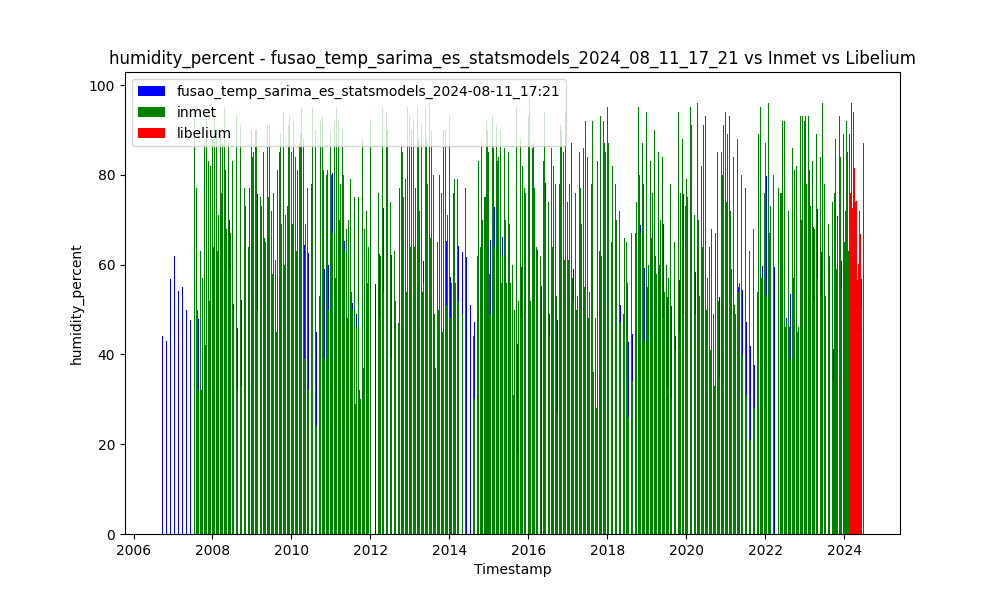 humidity_percent - fusao_temp_sarima_es_statsmodels_2024_08_11_17_21 vs Inmet vs Libelium
fusao_temp_sarima_es_statsmodels_2024-08-11_17:21
inmet
libelium
100
80
60
40
20
0
humidity_percent
2006 2008 2010 2012 2014 2016 2018 2020 2022 2024
Timestamp